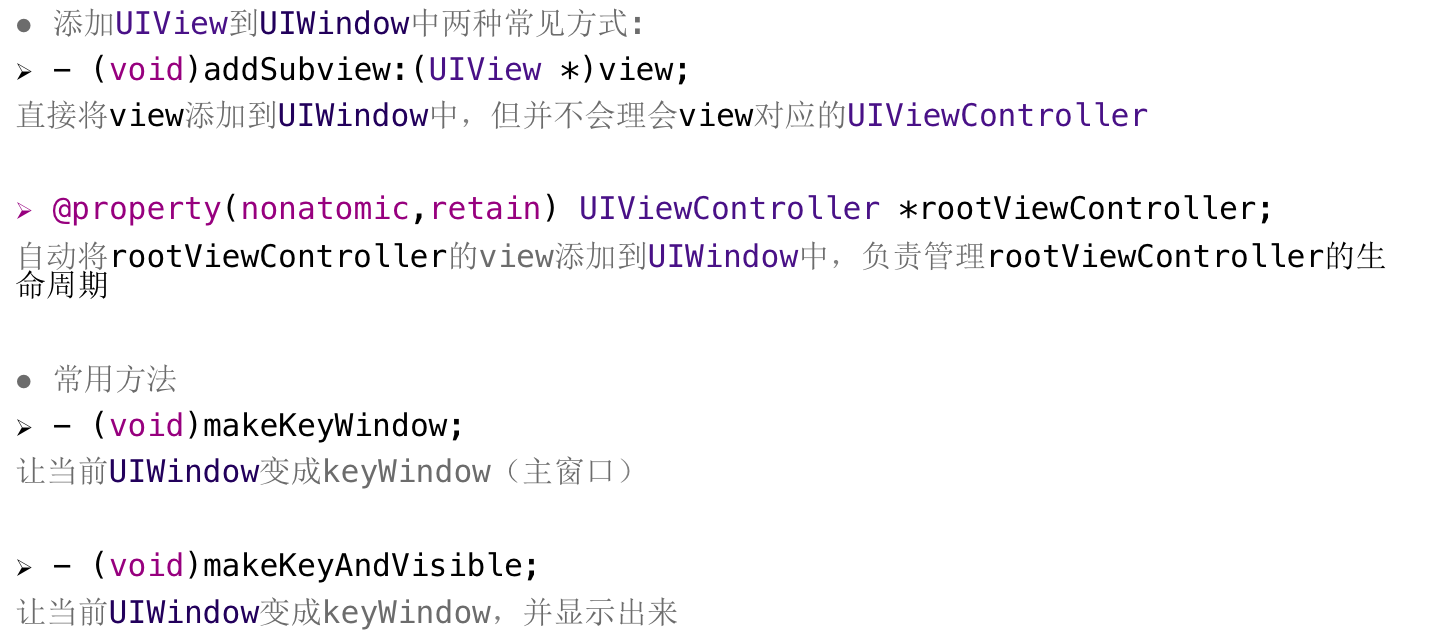 ● 添加UIView到UIWindow中两种常见方式:
➢ - (void)addSubview:(UIView *)view;
直接将view添加到UIWindow中，但并不会理会view对应的UIViewController
➢ @property(nonatomic,retain) UIViewController *rootViewController;
自动将rootViewController的view添加到UIWindow中，负责管理rootViewController的生
命周期
● 常用方法
➢ - (void)makeKeyWindow;
让当前UIWindow变成keyWindow（主窗口）
➢ - (void)makeKeyAndVisible;
让当前UIWindow变成keyWindow，并显示出来